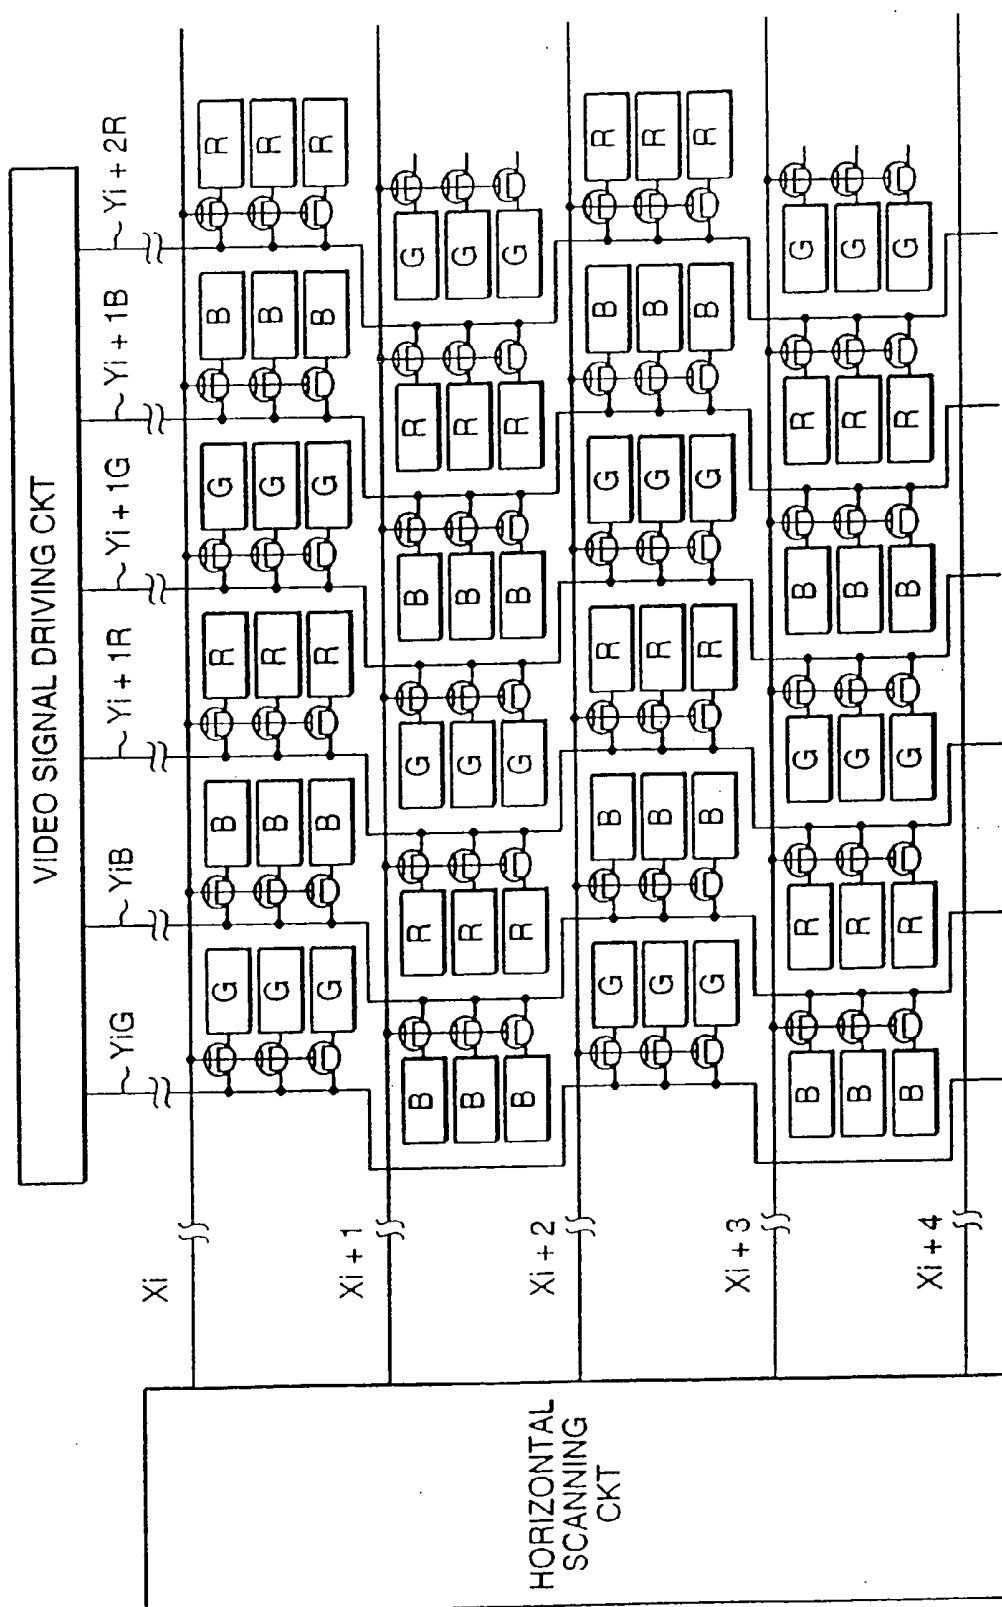 VIDEO SIGNAL DRIVING CKT
YiG YiB Yi + 1R Yi + 1G Yi + 1B Yi + 2R
Xi
G B R G B R
G B R G B R
G B R G B R
Xi + 1
B R G B R G
B R G B R G
B R G B R G
Xi + 2
G B R G B R
G B R G B R
G B R G B R
Xi + 3
B R G B R G
B R G B R G
B R G B R G
Xi + 4
HORIZONTAL
SCANNING
CKT